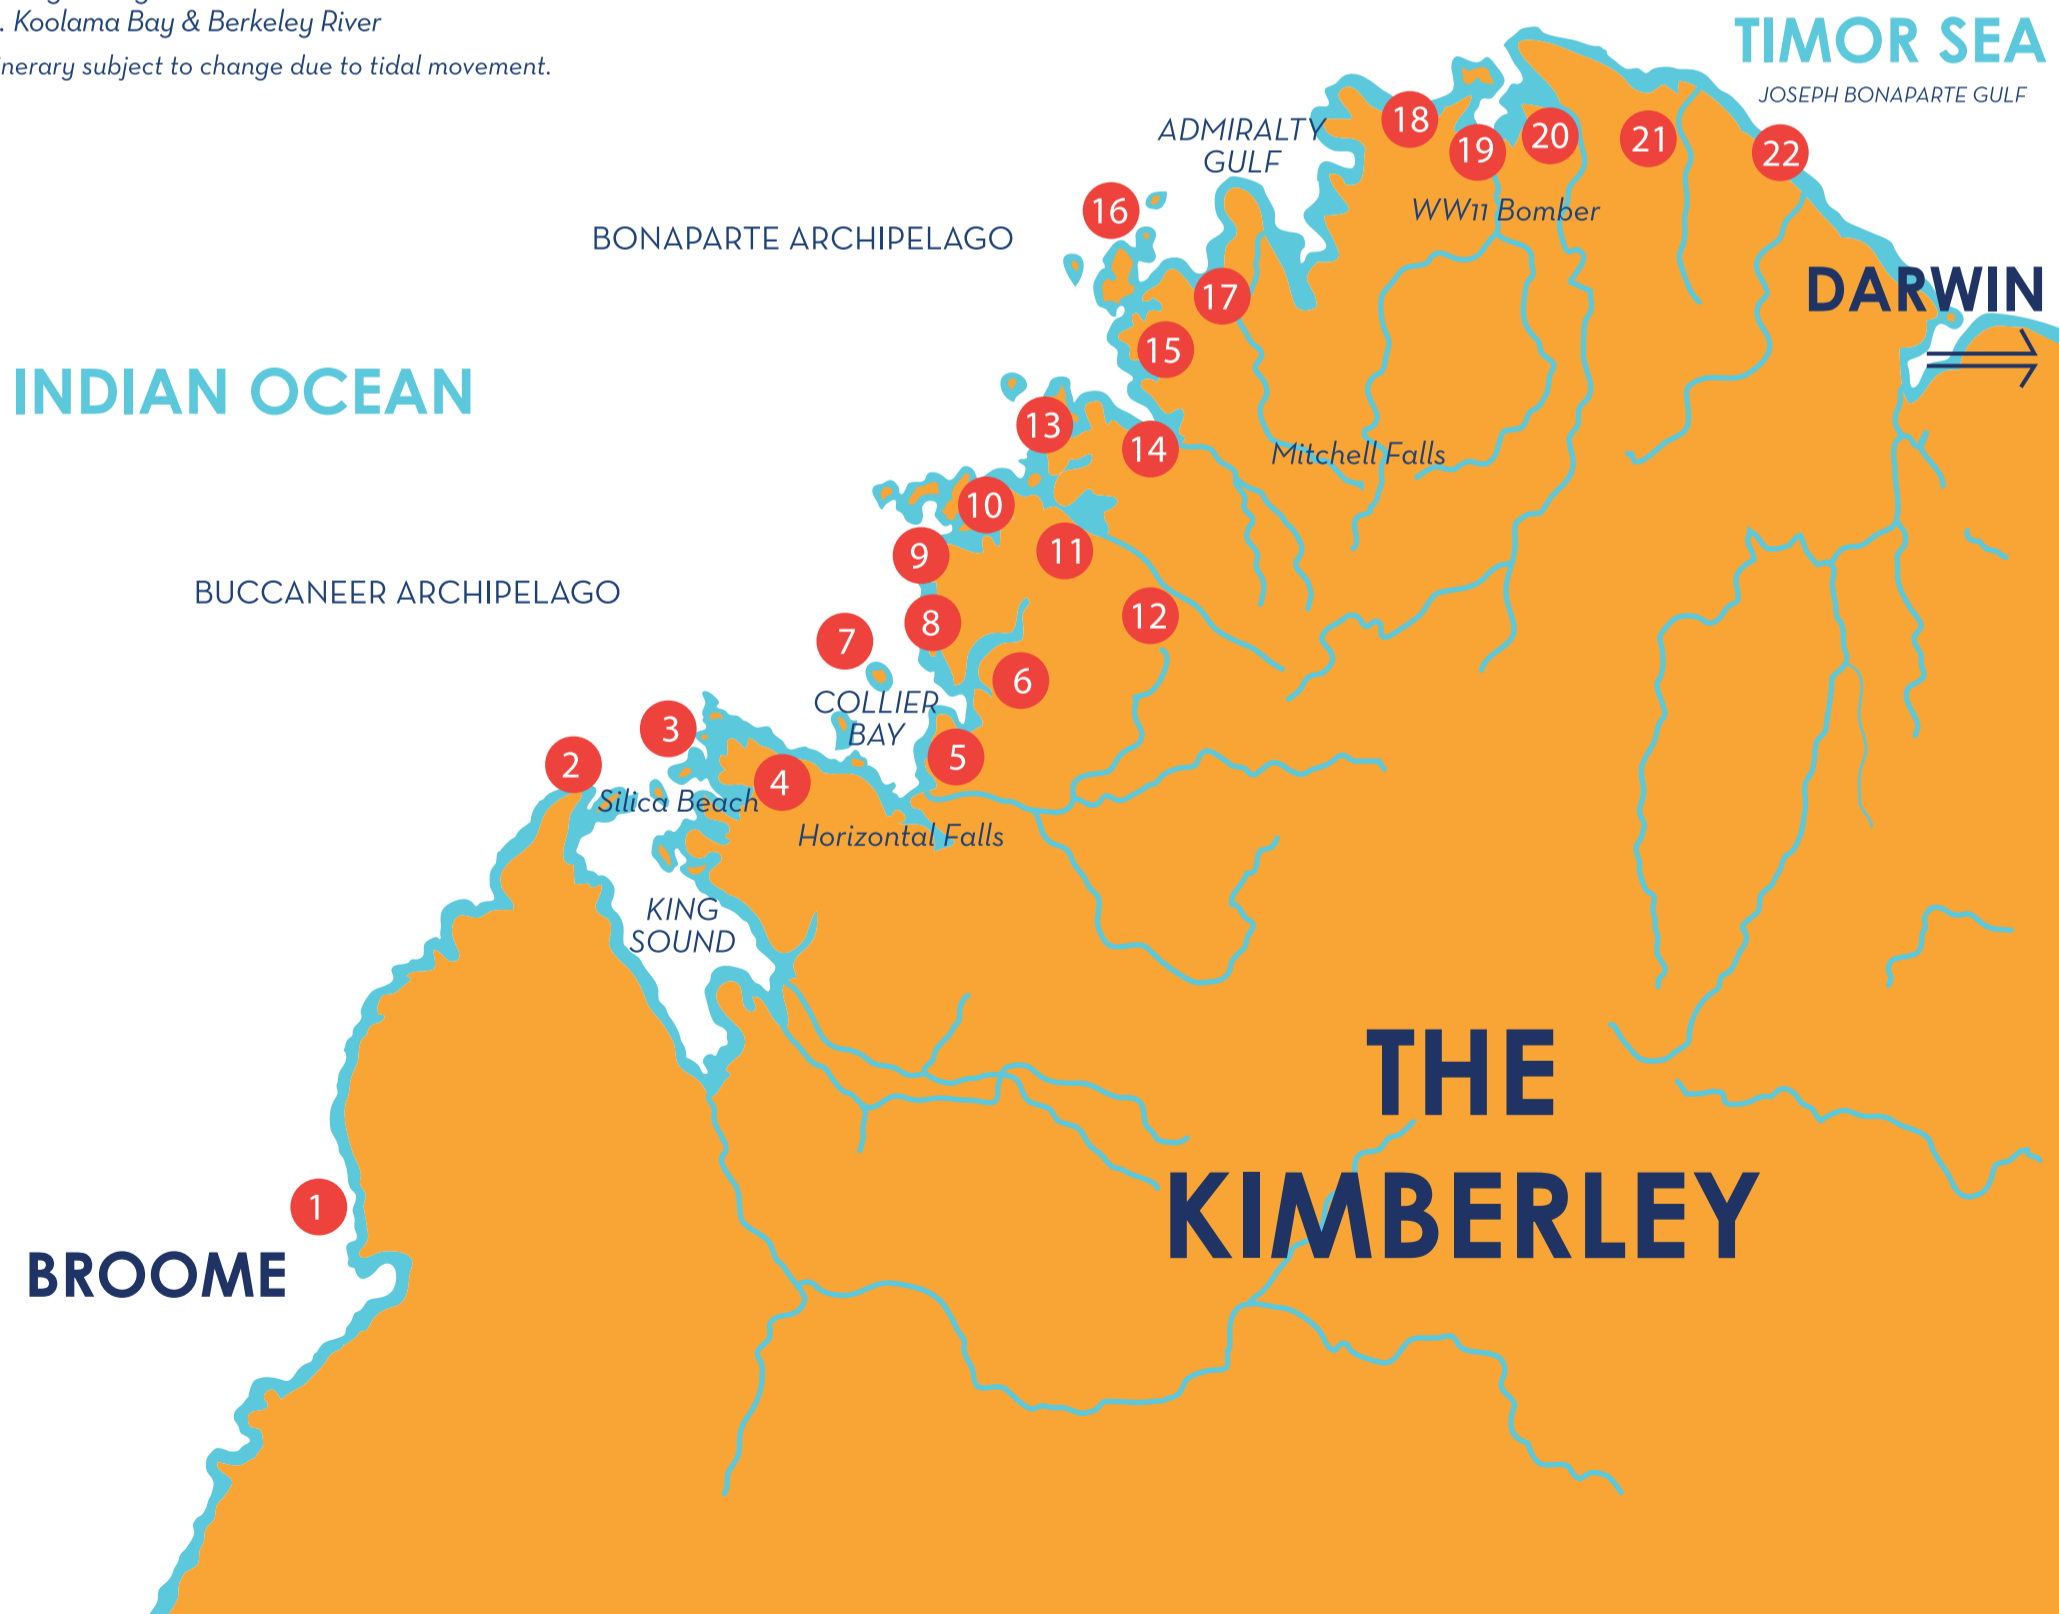 . Koolama Bay & Berkeley River
nerary subject to change due to tidal movement.
TIMOR SEA
JOSEPH BONAPARTE GULF
ADMIRALTY
GULF
18
19
20
21
22
16
WW11 Bomber
BONAPARTE ARCHIPELAGO
DARWIN
17
15
INDIAN OCEAN
13
14
Mitchell Falls
10
9
11
BUCCANEER ARCHIPELAGO
12
8
7
6
COLLIER
BAY
3
2
5
4
Silica Beach
Horizontal Falls
KING
SOUND
THE
KIMBERLEY
1
BROOME